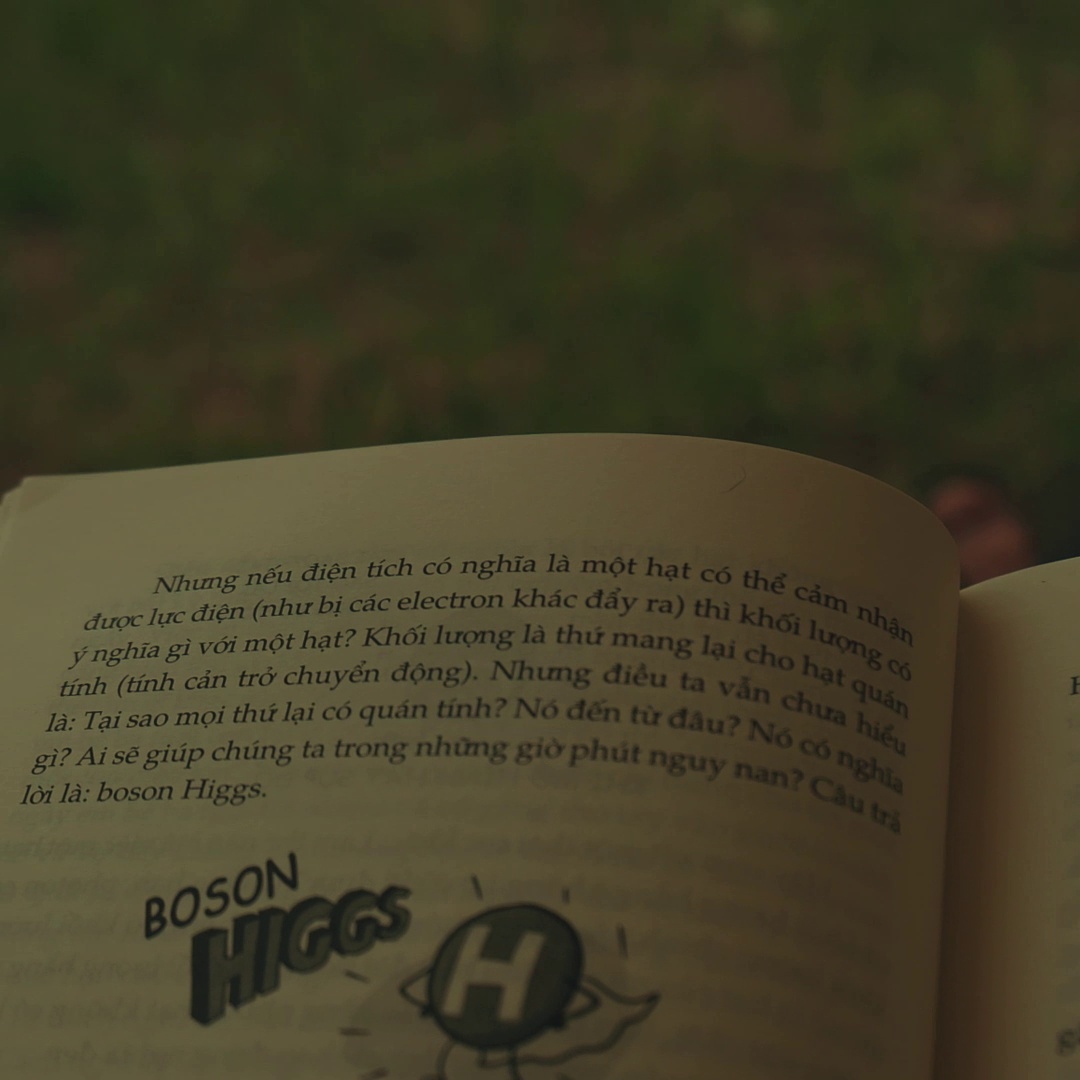 Nhưng nếu điện tích có nghĩa là một hạt có thể cảm nhận
được lực điện (như bị các electron khác đẩy ra) thì khối lượng có
ý nghĩa gì với một hạt? Khối lượng là thứ mang lại cho hạt quán
tính (tính cản trở chuyển động). Nhưng điều ta vẫn chưa hiểu
là: Tại sao mọi thứ lại có quán tính? Nó đến từ đâu? Nó có nghĩa
gì? Ai sẽ giúp chúng ta trong những giờ phút nguy nan? Câu trả
lời là: boson Higgs.
BOSON
HIGGS
H